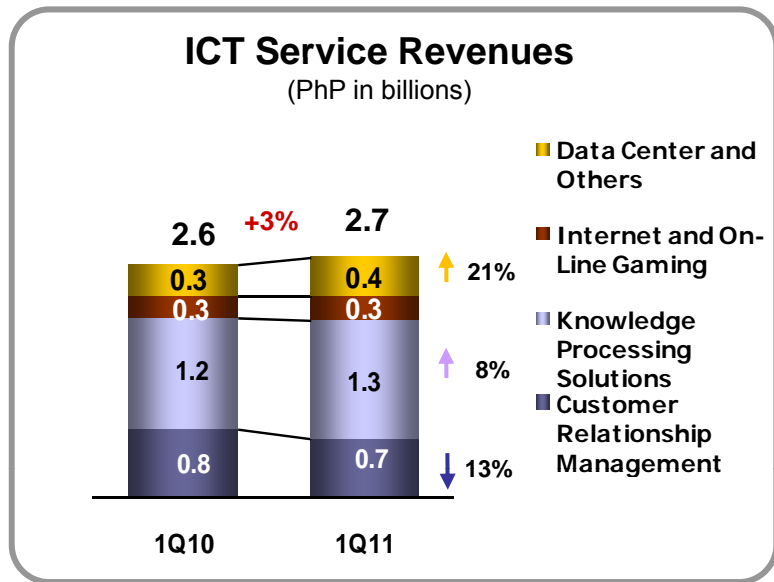 ICT Service Revenues
(PhP in billions)
2.6
+3%
2.7
0.3
0.4
21%
0.3
0.3
1.2
1.3
8%
0.8
0.7
13%
1Q10
1Q11
Data Center and
Others
Internet and On-
Line Gaming
Knowledge
Processing
Solutions
Customer
Relationship
Management